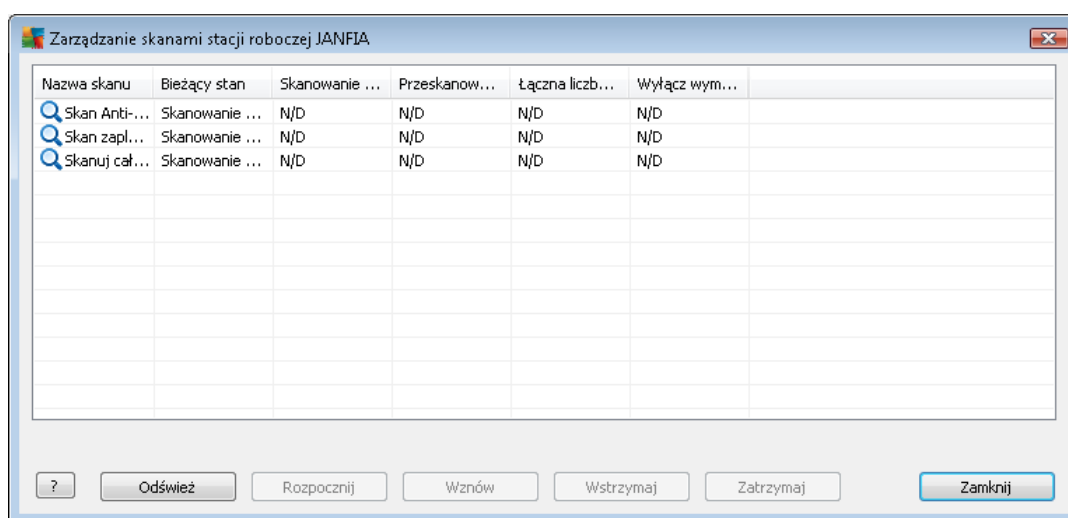 Zarządzanie skanami stacji roboczej JANFIA
Nazwa skanu Bieżący stan Skanowanie ... Przeskanow... Łączna liczb... Wyłącz wym...
Skan Anti-... Skanowanie ... N/D N/D N/D N/D
Skan zapl... Skanowanie ... N/D N/D N/D N/D
Skanuj cał... Skanowanie ... N/D N/D N/D N/D
? Odśwież Rozpocznij Wznów Wstrzymaj Zatrzymaj Zamknij